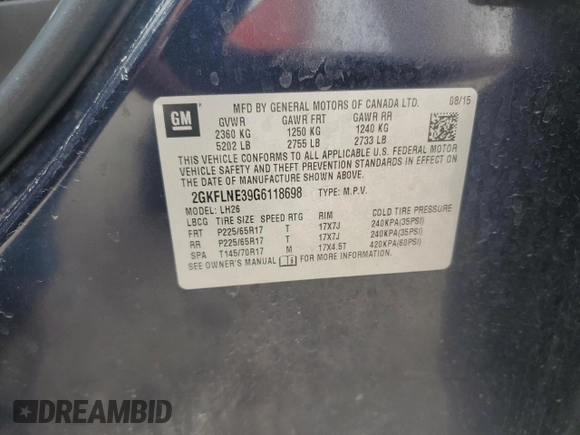 GM
MFD BY GENERAL MOTORS OF CANADA LTD. 08/15
GVWR GAWR FRT GAWR RR
2360 KG 1250 KG 1240 KG
5202 LB 2755 LB 2733 LB
THIS VEHICLE CONFORMS TO ALL APPLICABLE U.S. FEDERAL MOTOR
VEHICLE SAFETY AND THEFT PREVENTION STANDARDS IN EFFECT ON
THE DATE OF MANUFACTURE SHOWN ABOVE.
2GKFLNE39G6118698 TYPE: M.P.V.
MODEL: LH26
LBCG TIRE SIZE SPEED RTG RIM COLD TIRE PRESSURE
FRT P225/65R17 T 17X7J 240KPA(35PSI)
RR P225/65R17 T 17X7J 240KPA(35PSI)
SPA T145/70R17 17X4.5T 420KPA(60PSI)
SEE OWNER'S MANUAL FOR MORE INFORMATION.
DREAMBID